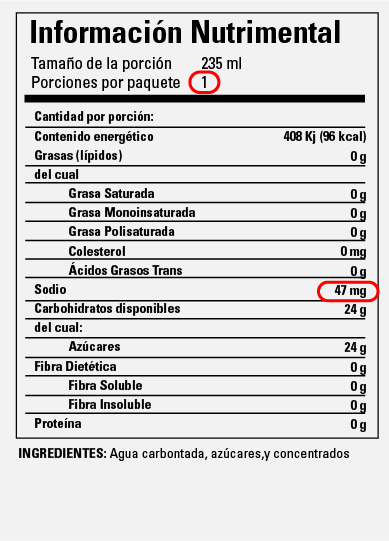 Información Nutrimental
Tamaño de la porción 235 ml
Porciones por paquete 1
Cantidad por porción:
Contenido energético 408 Kj (96 kcal)
Grasas (lípidos) 0 g
del cual
Grasa Saturada 0 g
Grasa Monoinsaturada 0 g
Grasa Polisaturada 0 g
Colesterol 0 mg
Ácidos Grasos Trans 0 g
Sodio 47 mg
Carbohidratos disponibles 24 g
del cual:
Azúcares 24 g
Fibra Dietética 0 g
Fibra Soluble 0 g
Fibra Insoluble 0 g
Proteína 0 g
INGREDIENTES: Agua carbontada, azúcares,y concentrados